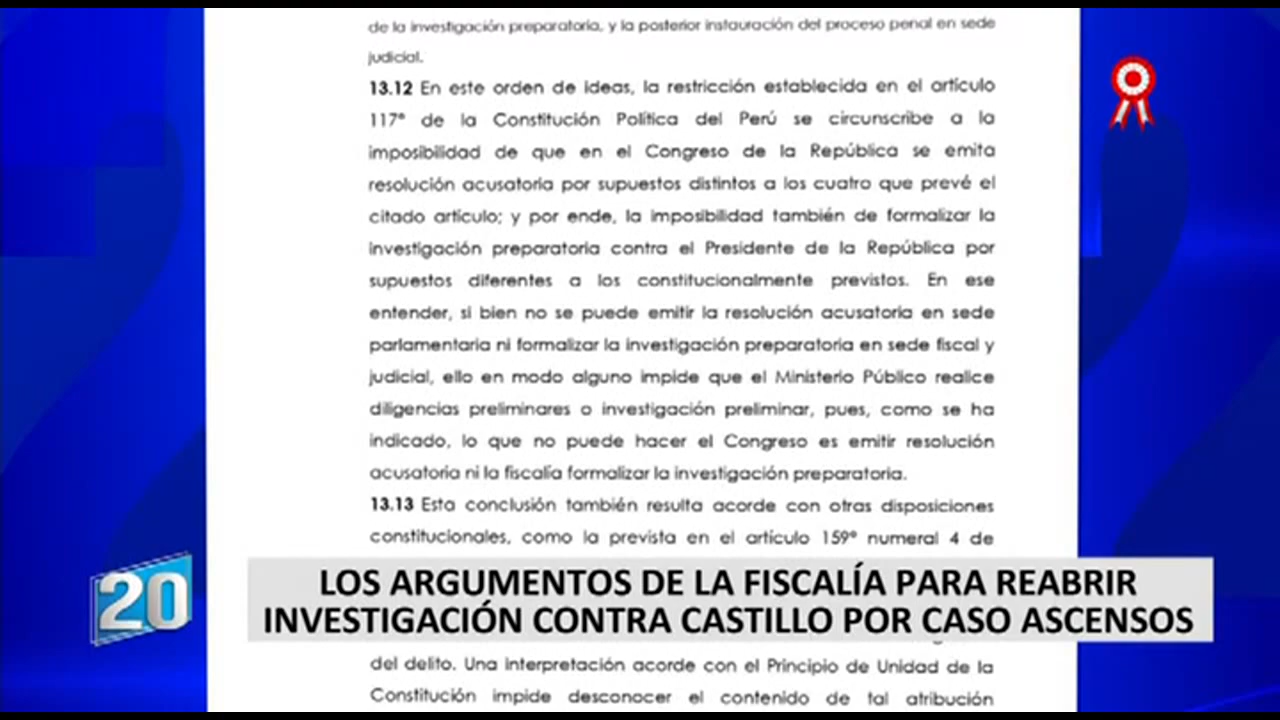 de la investigación preparatoria, y la posterior instauración del proceso penal en sede
judicial.
13.12 En este orden de ideas, la restricción establecida en el artículo
117° de la Constitución Política del Perú se circunscribe a la
imposibilidad de que en el Congreso de la República se emita
resolución acusatoria por supuestos distintos a los cuatro que prevé el
citado artículo; y por ende, la imposibilidad también de formalizar la
investigación preparatoria contra el Presidente de la República por
supuestos diferentes a los constitucionalmente previstos. En ese
entender, si bien no se puede emitir la resolución acusatoria en sede
parlamentaria ni formalizar la investigación preparatoria en sede fiscal y
judicial, ello en modo alguno impide que el Ministerio Público realice
diligencias preliminares o investigación preliminar, pues, como se ha
indicado, lo que no puede hacer el Congreso es emitir resolución
acusatoria ni la fiscalía formalizar la investigación preparatoria.
13.13 Esta conclusión también resulta acorde con otras disposiciones
constitucionales, como la prevista en el artículo 159° numeral 4 de
20
LOS ARGUMENTOS DE LA FISCALÍA PARA REABRIR
INVESTIGACIÓN CONTRA CASTILLO POR CASO ASCENSOS
del delito. Una interpretación acorde con el Principio de Unidad de la
Constitución impide desconocer el contenido de tal atribución